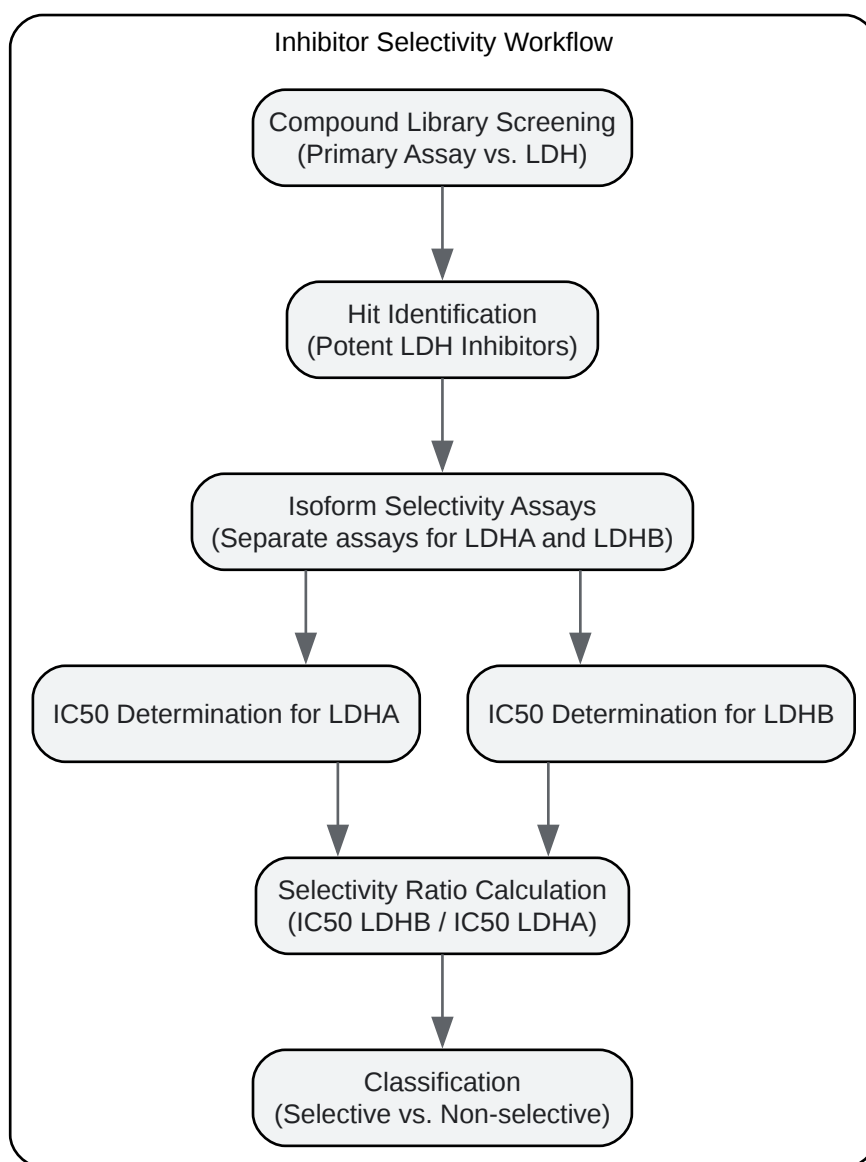 Inhibitor Selectivity Workflow
Compound Library Screening
(Primary Assay vs. LDH)
Hit Identification
(Potent LDH Inhibitors)
Isoform Selectivity Assays
(Separate assays for LDHA and LDHB)
IC50 Determination for LDHA
IC50 Determination for LDHB
Selectivity Ratio Calculation
(IC50 LDHB / IC50 LDHA)
Classification
(Selective vs. Non-selective)